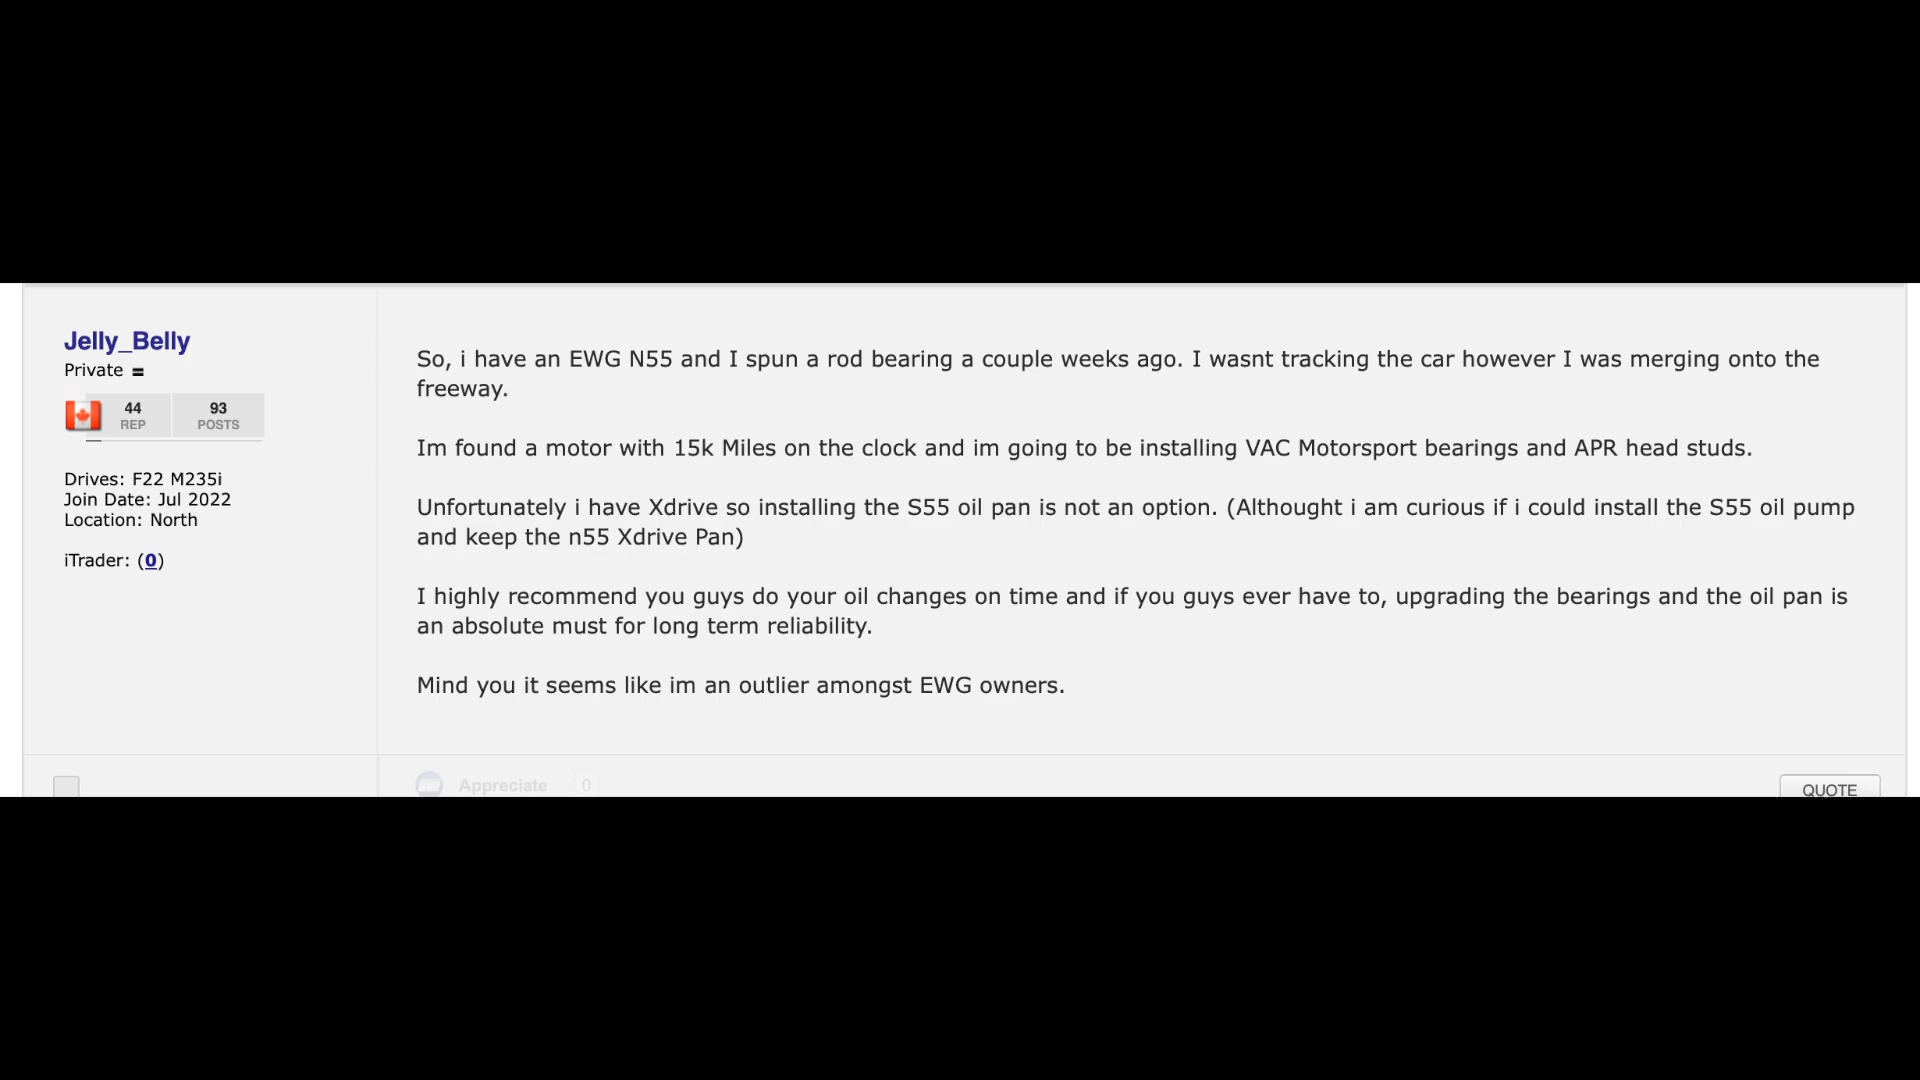 Jelly_Belly
Private
44
REP
93
POSTS
Drives: F22 M235i
Join Date: Jul 2022
Location: North
iTrader: (0)
So, i have an EWG N55 and I spun a rod bearing a couple weeks ago. I wasnt tracking the car however I was merging onto the
freeway.
Im found a motor with 15k Miles on the clock and im going to be installing VAC Motorsport bearings and APR head studs.
Unfortunately i have Xdrive so installing the S55 oil pan is not an option. (Althought i am curious if i could install the S55 oil pump
and keep the n55 Xdrive Pan)
I highly recommend you guys do your oil changes on time and if you guys ever have to, upgrading the bearings and the oil pan is
an absolute must for long term reliability.
Mind you it seems like im an outlier amongst EWG owners.
Appreciate 0
QUOTE